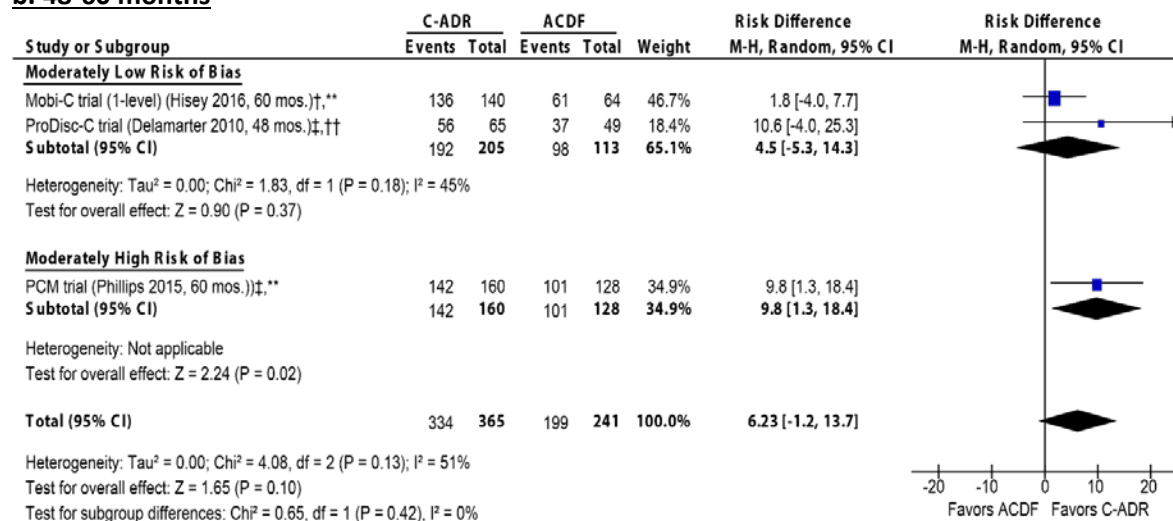 b. 48-60 months
C-ADR ACDF Risk Difference Risk Difference
Study or Subgroup Events Total Events Total Weight M-H, Random, 95% CI M-H, Random, 95% CI
Moderately Low Risk of Bias
Mobi-C trial (1-level) (Hisey 2016, 60 mos.)†,** 136 140 61 64 46.7% 1.8 [-4.0, 7.7]
ProDisc-C trial (Delamarter 2010, 48 mos.)‡,†† 56 65 37 49 18.4% 10.6 [-4.0, 25.3]
Subtotal (95% CI) 192 205 98 113 65.1% 4.5 [-5.3, 14.3]
Heterogeneity: Tau² = 0.00; Chi² = 1.83, df = 1 (P = 0.18); I² = 45%
Test for overall effect: Z = 0.90 (P = 0.37)
Moderately High Risk of Bias
PCM trial (Phillips 2015, 60 mos.))‡,** 142 160 101 128 34.9% 9.8 [1.3, 18.4]
Subtotal (95% CI) 142 160 101 128 34.9% 9.8 [1.3, 18.4]
Heterogeneity: Not applicable
Test for overall effect: Z = 2.24 (P = 0.02)
Total (95% CI) 334 365 199 241 100.0% 6.23 [-1.2, 13.7]
Heterogeneity: Tau² = 0.00; Chi² = 4.08, df = 2 (P = 0.13); I² = 51%
Test for overall effect: Z = 1.65 (P = 0.10)
Test for subgroup differences: Chi² = 0.65, df = 1 (P = 0.42), I² = 0%
-20 -10 0 10 20
Favors ACDF Favors C-ADR